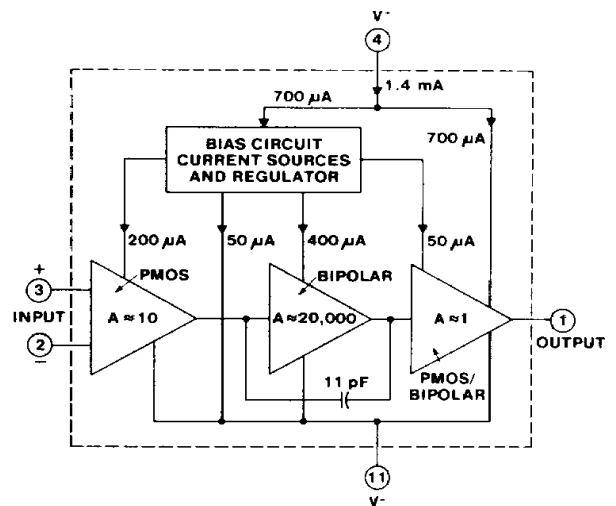 V+
4
1.4 mA
700 µA
700 µA
BIAS CIRCUIT
CURRENT SOURCES
AND REGULATOR
200 µA
50 µA
400 µA
50 µA
+
PMOS
BIPOLAR
3
INPUT
A ≈ 10
A ≈ 20,000
A ≈ 1
1
OUTPUT
2
−
11 pF
PMOS/
BIPOLAR
11
V-